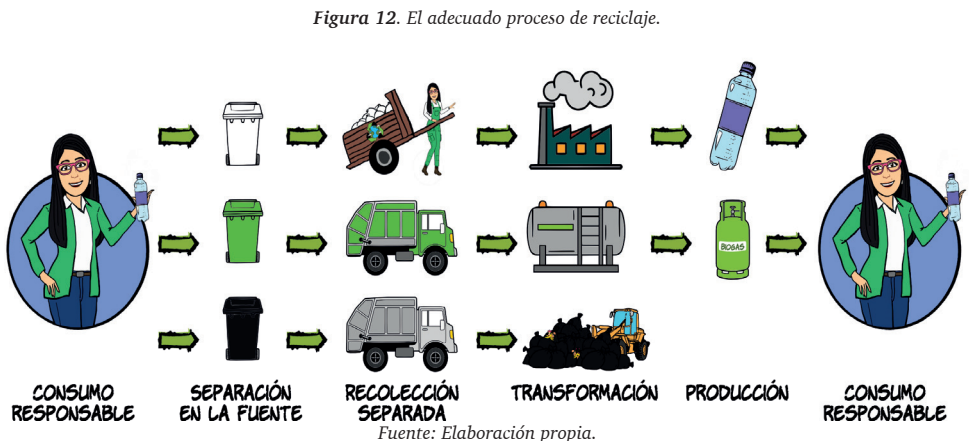 Figura 12. El adecuado proceso de reciclaje.
BIOGAS
CONSUMO
RESPONSABLE
SEPARACIÓN
EN LA FUENTE
RECOLECCIÓN
SEPARADA
TRANSFORMACIÓN
PRODUCCIÓN
CONSUMO
RESPONSABLE
Fuente: Elaboración propia.